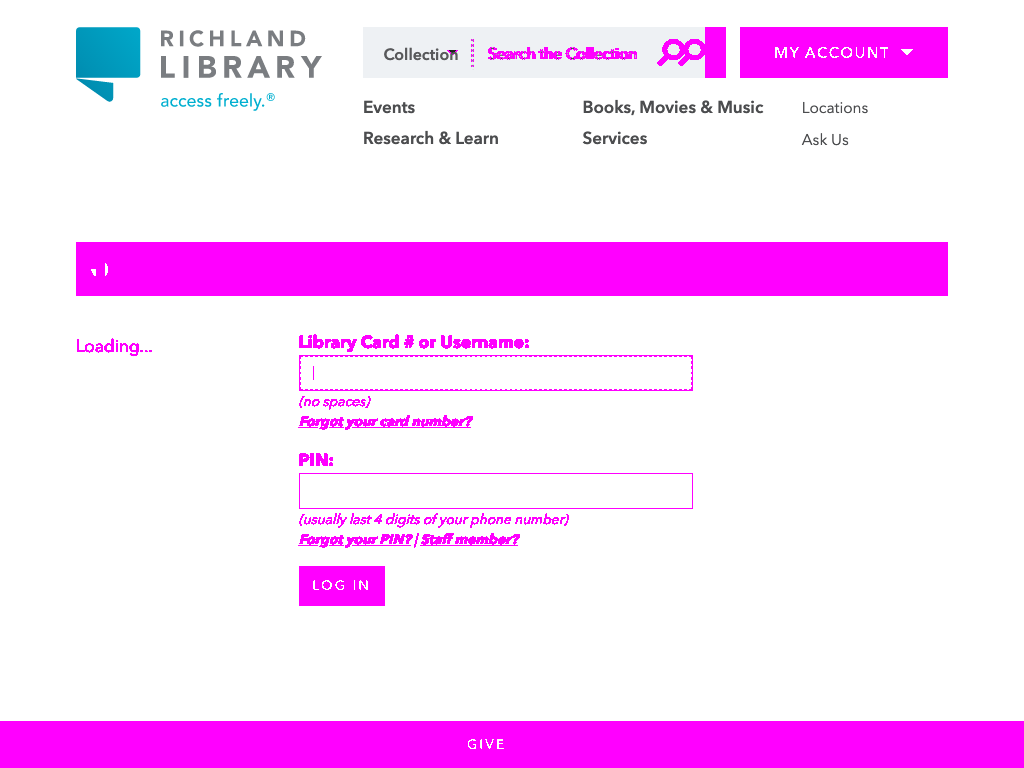 RICHLAND
LIBRARY
access freely.®
Collection
Search the Collection
MY ACCOUNT
Events
Books, Movies & Music
Locations
Research & Learn
Services
Ask Us
Loading...
Library Card # or Username:
(no spaces)
Forgot your card number?
PIN:
(usually last 4 digits of your phone number)
Forgot your PIN? | Staff member?
LOG IN
GIVE